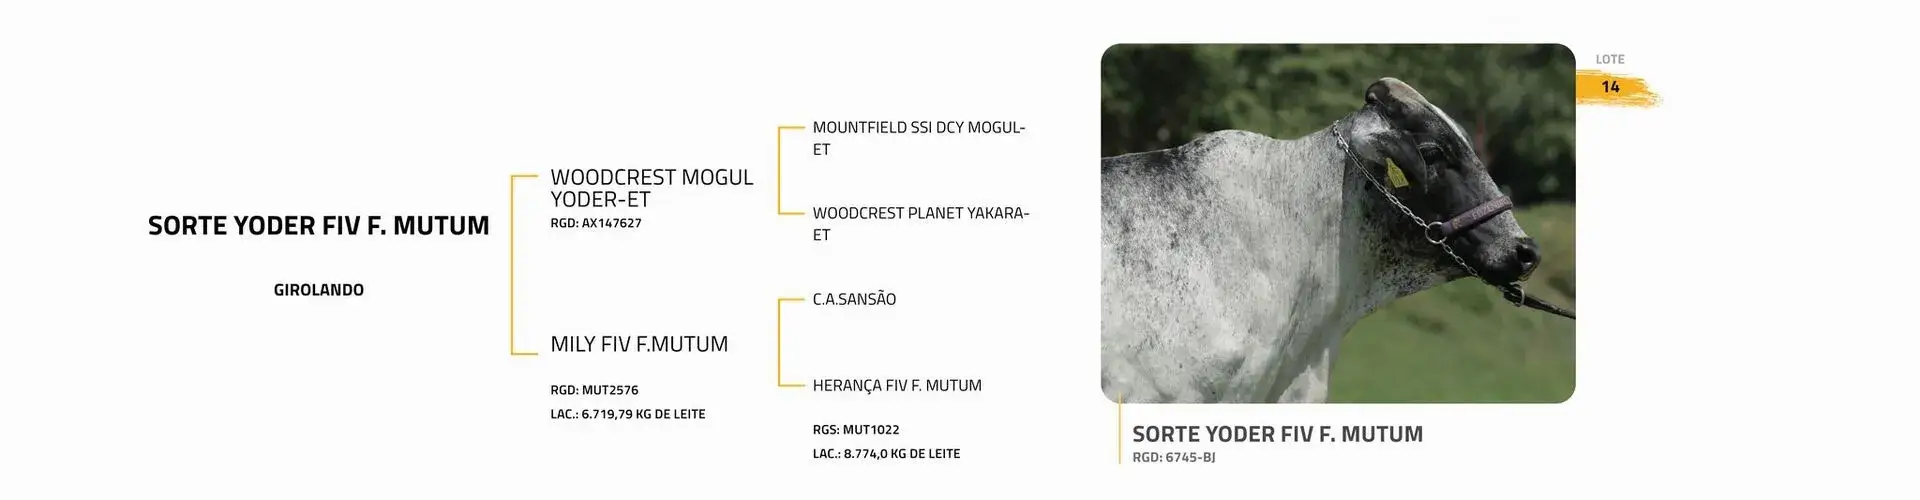 SORTE YODER FIV F. MUTUM
GIROLANDO
WOODCREST MOGUL
YODER-ET
RGD: AX147627
MILY FIV F.MUTUM
RGD: MUT2576
LAC.: 6.719,79 KG DE LEITE
MOUNTFIELD SSI DCY MOGUL-
ET
WOODCREST PLANET YAKARA-
ET
C.A.SANSÃO
HERANÇA FIV F. MUTUM
RGS: MUT1022
LAC.: 8.774,0 KG DE LEITE
LOTE
14
SORTE YODER FIV F. MUTUM
RGD: 6745-BJ